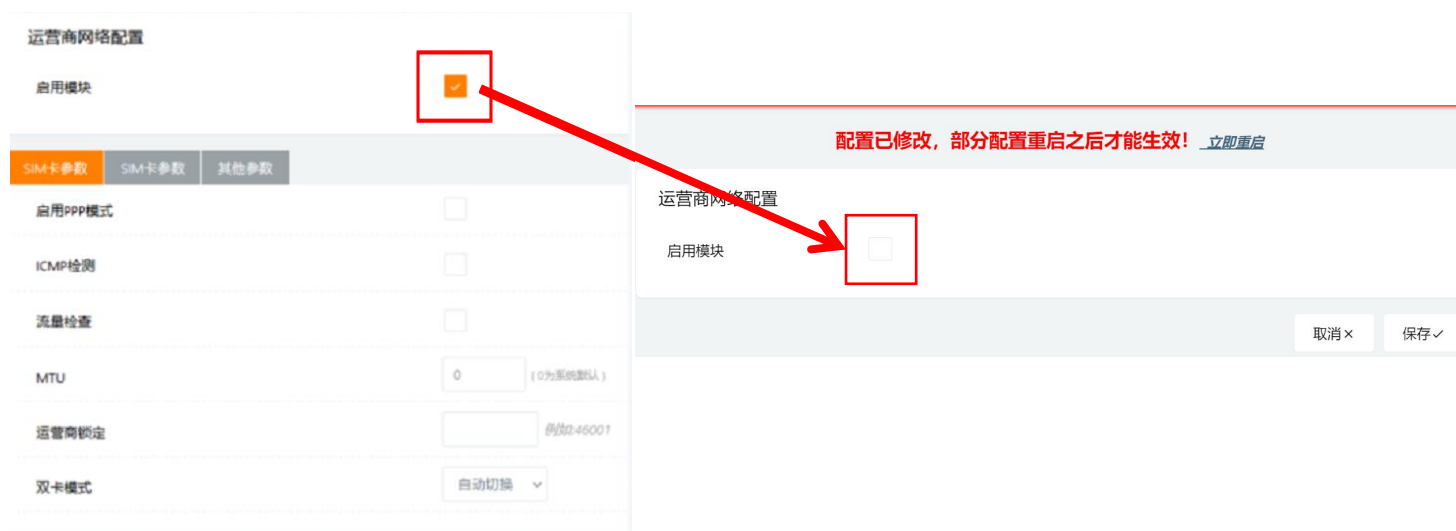 运营商网络配置
启用模块
SIM卡参数 SIM卡参数 其他参数
启用PPP模式
ICMP检测
流量检查
MTU 0 (0为系统默认)
运营商锁定 例如:46001
双卡模式 自动切换
配置已修改，部分配置重启之后才能生效！ 立即重启
运营商网络配置
启用模块
取消× 保存✓